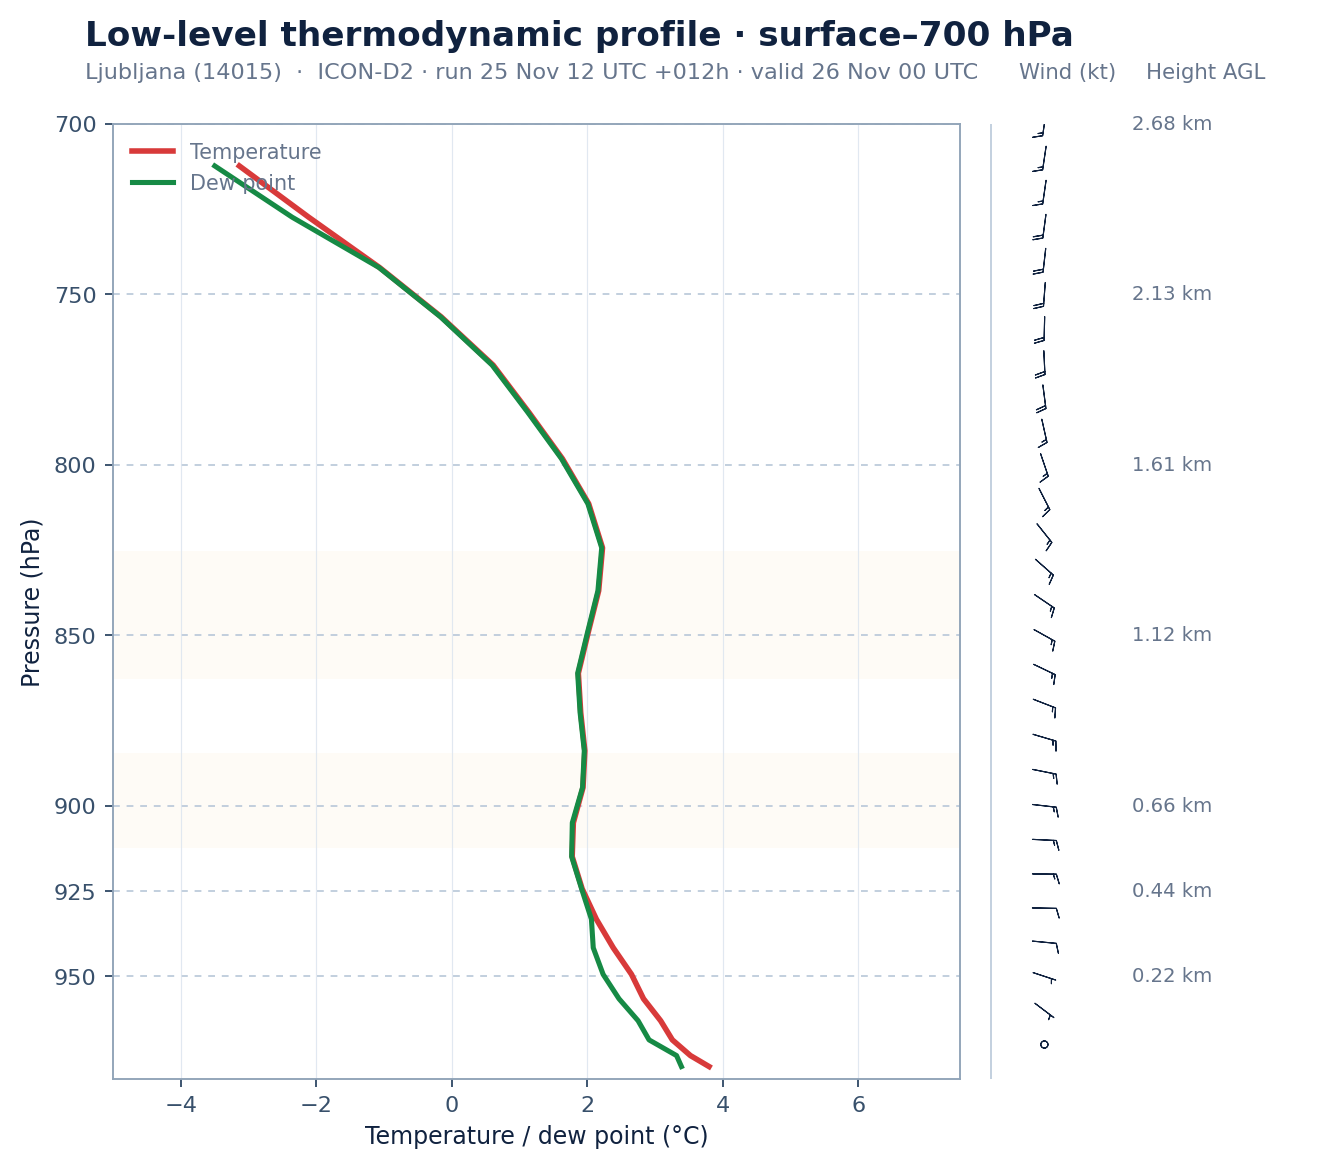 Low-level thermodynamic profile · surface–700 hPa
Ljubljana (14015)  ·  ICON-D2 · run 25 Nov 12 UTC +012h · valid 26 Nov 00 UTC
Wind (kt)
Height AGL
Temperature
Dew point
700
750
800
850
900
925
950
Pressure (hPa)
−4
−2
0
2
4
6
Temperature / dew point (°C)
2.68 km
2.13 km
1.61 km
1.12 km
0.66 km
0.44 km
0.22 km